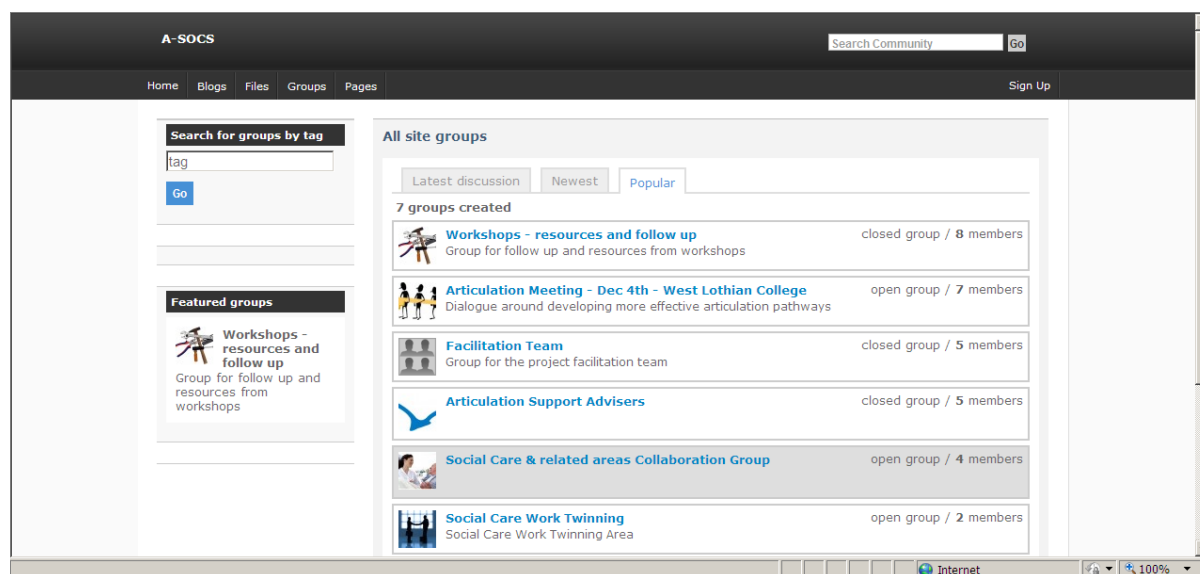 A-SOCS
Search Community Go
Home Blogs Files Groups Pages Sign Up
Search for groups by tag
tag
Go
Featured groups
Workshops -
resources and
follow up
Group for follow up and
resources from
workshops
All site groups
Latest discussion Newest Popular
7 groups created
Workshops - resources and follow up closed group / 8 members
Group for follow up and resources from workshops
Articulation Meeting - Dec 4th - West Lothian College open group / 7 members
Dialogue around developing more effective articulation pathways
Facilitation Team closed group / 5 members
Group for the project facilitation team
Articulation Support Advisers closed group / 5 members
Social Care & related areas Collaboration Group open group / 4 members
Social Care Work Twinning open group / 2 members
Social Care Work Twinning Area
Internet 100%